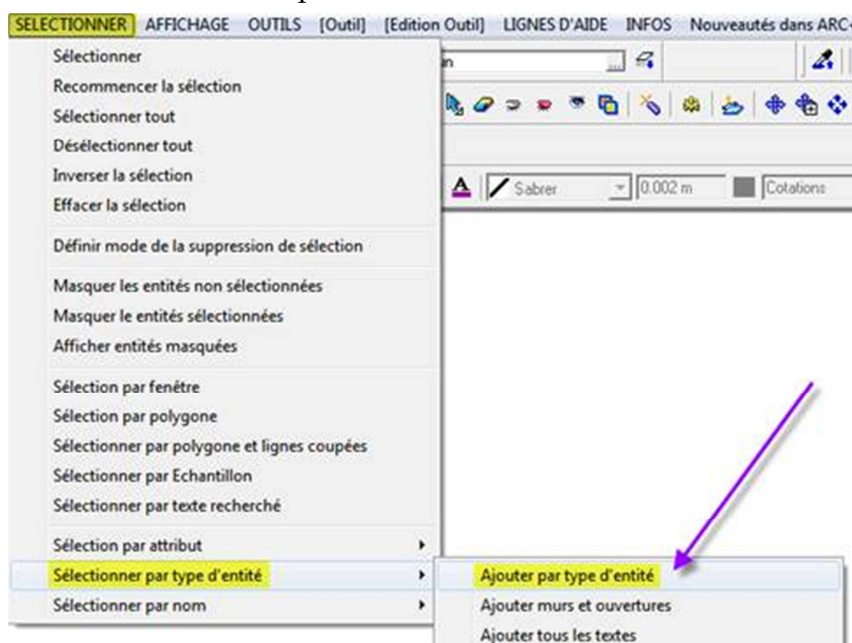 SELECTIONNER AFFICHAGE OUTILS [Outil] [Edition Outil] LIGNES D'AIDE INFOS Nouveautés dans ARC+
Sélectionner
Recommencer la sélection
Sélectionner tout
Désélectionner tout
Inverser la sélection
Effacer la sélection
A Sabrer 0.002 m Cotations
Définir mode de la suppression de sélection
Masquer les entités non sélectionnées
Masquer le entités sélectionnées
Afficher entités masquées
Sélection par fenêtre
Sélection par polygone
Sélectionner par polygone et lignes coupées
Sélectionner par Echantillon
Sélectionner par texte recherché
Sélection par attribut
Sélectionner par type d'entité
Ajouter par type d'entité
Sélectionner par nom
Ajouter murs et ouvertures
Ajouter tous les textes